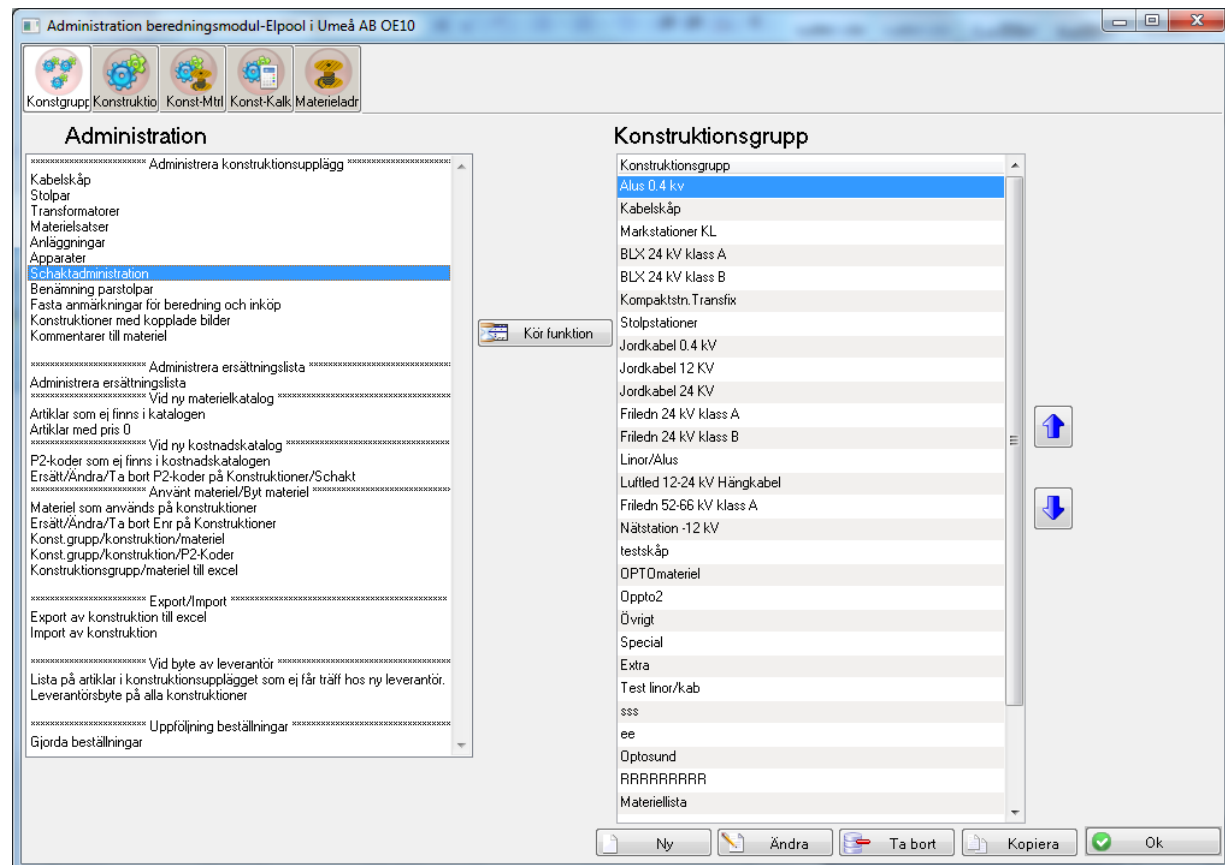 Administration beredningsmodul-Elpool i Umeå AB OE10
Konstgrupp Konstruktio Konst-Mtrl Konst-Kalk Materieladr
Administration
*********************** Administrera konstruktionsupplägg *********************
Kabelskåp
Stolpar
Transformatorer
Materielsatser
Anläggningar
Apparater
Schaktadministration
Benämning parstolpar
Fasta anmärkningar för beredning och inköp
Konstruktioner med kopplade bilder
Kommentarer till materiel
*********************** Administrera ersättningslista ****************************
Administrera ersättningslista
*********************** Vid ny materielkatalog **********************************
Artiklar som ej finns i katalogen
Artiklar med pris 0
*********************** Vid ny kostnadskatalog ********************************
P2-koder som ej finns i kostnadskatalogen
Ersätt/Ändra/Ta bort P2-koder på Konstruktioner/Schakt
*********************** Använt materiel/Byt materiel ***************************
Materiel som används på konstruktioner
Ersätt/Ändra/Ta bort Enr på Konstruktioner
Konst.grupp/konstruktion/materiel
Konst.grupp/konstruktion/P2-Koder
Konstruktionsgrupp/materiel till excel
*********************** Export/Import *******************************************
Export av konstruktion till excel
Import av konstruktion
*********************** Vid byte av leverantör **********************************
Lista på artiklar i konstruktionsupplägget som ej får träff hos ny leverantör.
Leverantörsbyte på alla konstruktioner
*********************** Uppföljning beställningar *******************************
Gjorda beställningar
Kör funktion
Konstruktionsgrupp
Konstruktionsgrupp
Alus 0.4 kv
Kabelskåp
Markstationer KL
BLX 24 kV klass A
BLX 24 kV klass B
Kompaktstn.Transfix
Stolpstationer
Jordkabel 0.4 kV
Jordkabel 12 KV
Jordkabel 24 KV
Friledn 24 kV klass A
Friledn 24 kV klass B
Linor/Alus
Luftled 12-24 kV Hängkabel
Friledn 52-66 kV klass A
Nätstation -12 kV
testskåp
OPTOmateriel
Oppto2
Övrigt
Special
Extra
Test linor/kab
sss
ee
Optosund
RRRRRRRRR
Materiellista
Ny Ändra Ta bort Kopiera Ok